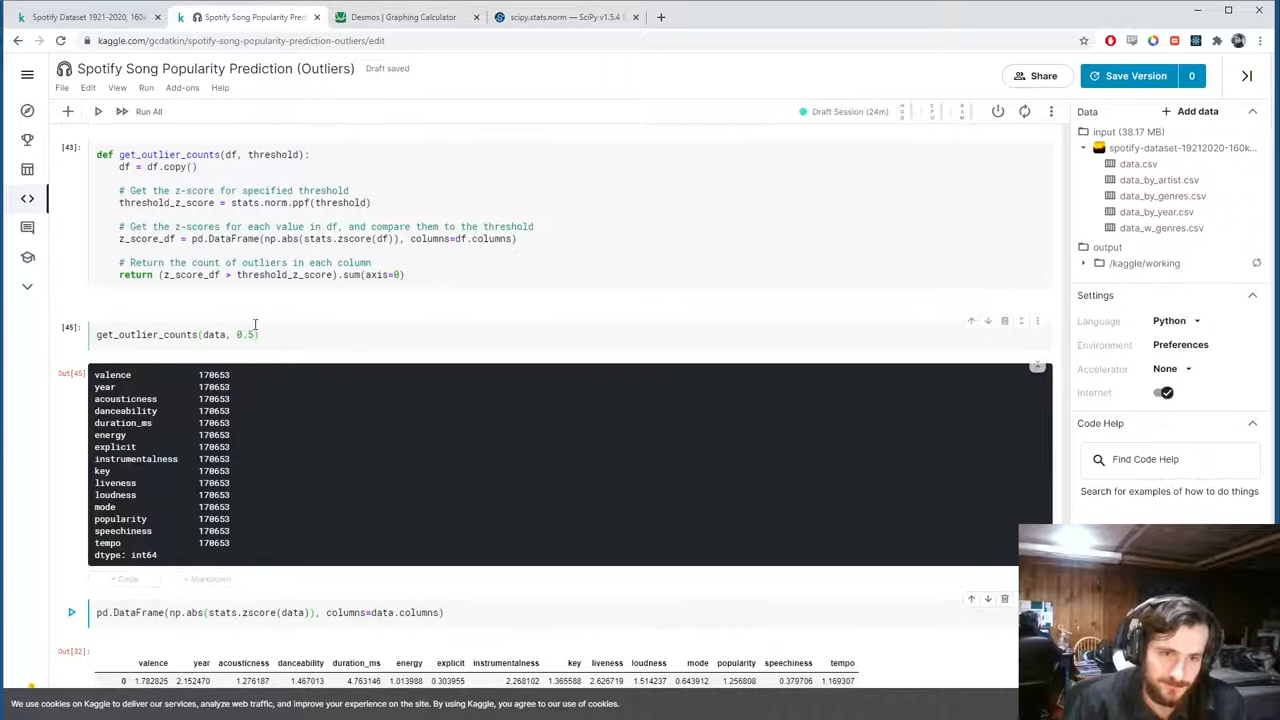 Spotify Dataset 1921-2020, 160k
Spotify Song Popularity Predi
Desmos | Graphing Calculator
scipy.stats.norm — SciPy v1.5.4
kaggle.com/gcdatkin/spotify-song-popularity-prediction-outliers/edit
Spotify Song Popularity Prediction (Outliers)
Draft saved
Share
Save Version
0
File
Edit
View
Run
Add-ons
Help
Run All
Draft Session (24m)
[43]:
def get_outlier_counts(df, threshold):
df = df.copy()
# Get the z-score for specified threshold
threshold_z_score = stats.norm.ppf(threshold)
# Get the z-scores for each value in df, and compare them to the threshold
z_score_df = pd.DataFrame(np.abs(stats.zscore(df)), columns=df.columns)
# Return the count of outliers in each column
return (z_score_df > threshold_z_score).sum(axis=0)
[45]:
get_outlier_counts(data, 0.5)
Out[45]
valence 170653
year 170653
acousticness 170653
danceability 170653
duration_ms 170653
energy 170653
explicit 170653
instrumentalness 170653
key 170653
liveness 170653
loudness 170653
mode 170653
popularity 170653
speechiness 170653
tempo 170653
dtype: int64
+ Code
+ Markdown
pd.DataFrame(np.abs(stats.zscore(data)), columns=data.columns)
Out[32]
valence year acousticness danceability duration_ms energy explicit instrumentalness key liveness loudness mode popularity speechiness tempo
0 1.782825 2.152470 1.276187 1.467013 4.763146 1.013988 0.303955 2.268102 1.365588 2.626719 1.514237 0.643912 1.256808 0.379706 1.169307
We use cookies on Kaggle to deliver our services, analyze web traffic, and improve your experience on the site. By using Kaggle, you agree to our use of cookies.
Data
Add data
input (38.17 MB)
spotify-dataset-19212020-160k...
data.csv
data_by_artist.csv
data_by_genres.csv
data_by_year.csv
data_w_genres.csv
output
/kaggle/working
Settings
Language
Python
Environment
Preferences
Accelerator
None
Internet
Code Help
Find Code Help
Search for examples of how to do things